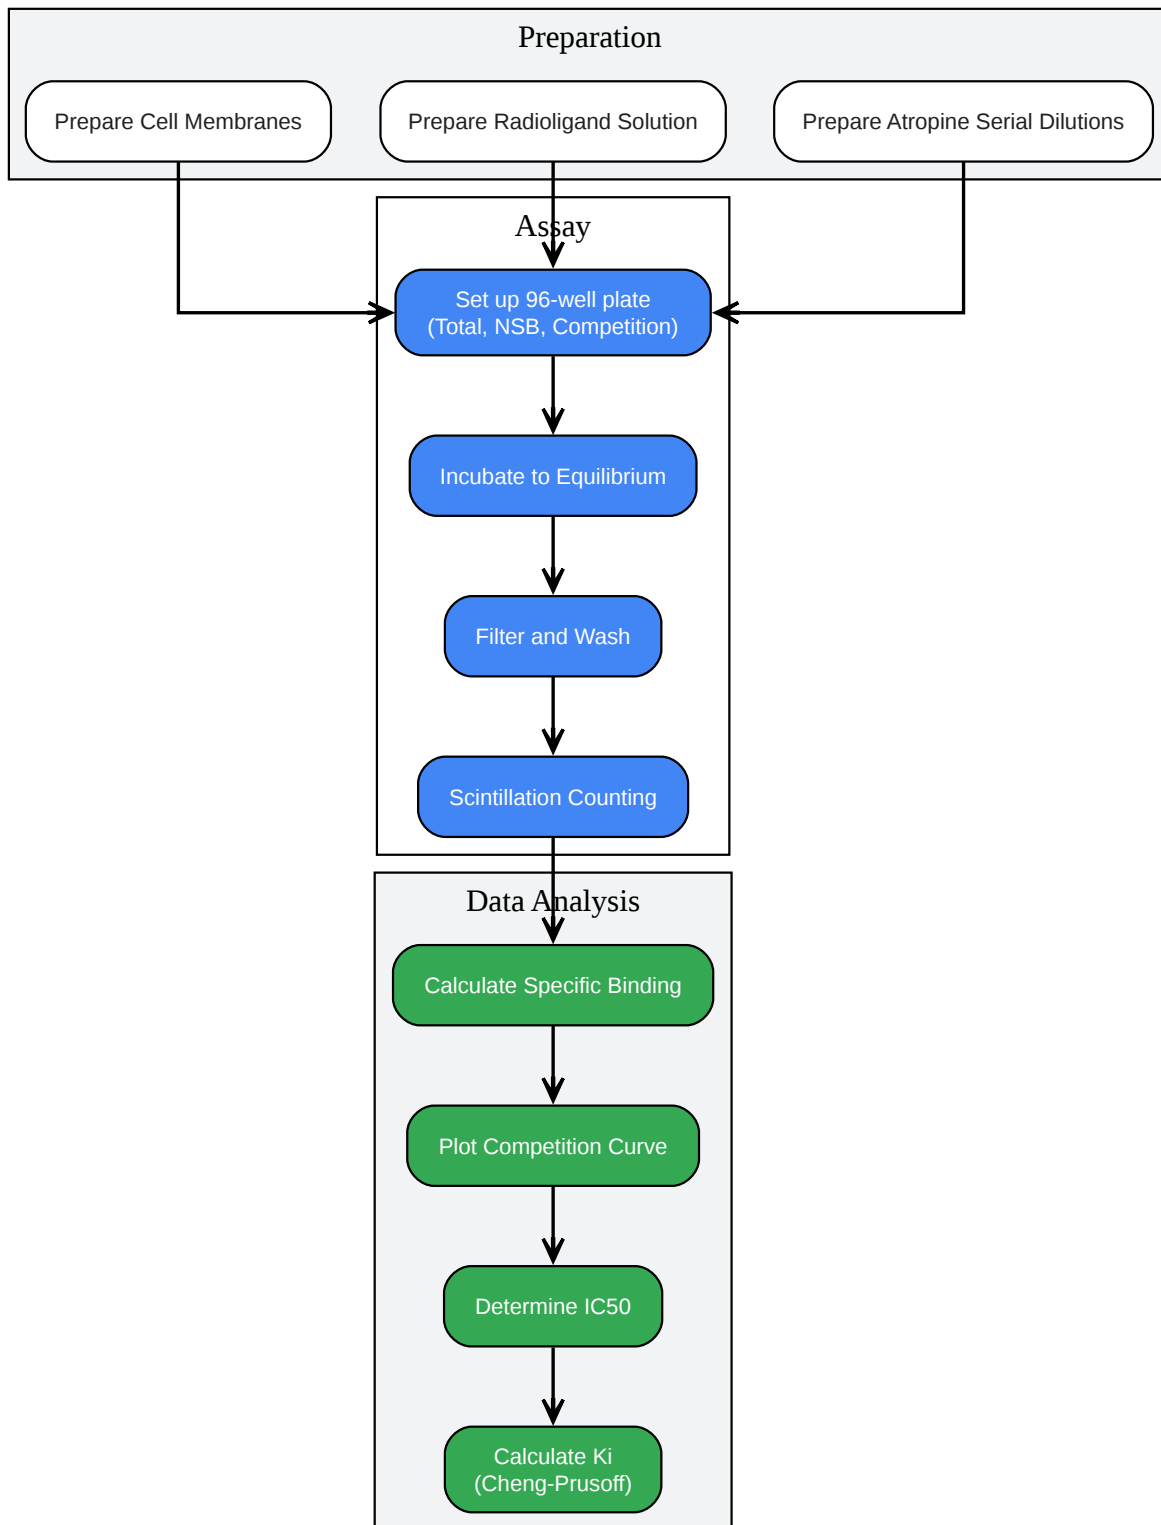 Preparation
Prepare Cell Membranes
Prepare Radioligand Solution
Prepare Atropine Serial Dilutions
Assay
Set up 96-well plate
(Total, NSB, Competition)
Incubate to Equilibrium
Filter and Wash
Scintillation Counting
Data Analysis
Calculate Specific Binding
Plot Competition Curve
Determine IC50
Calculate Ki
(Cheng-Prusoff)